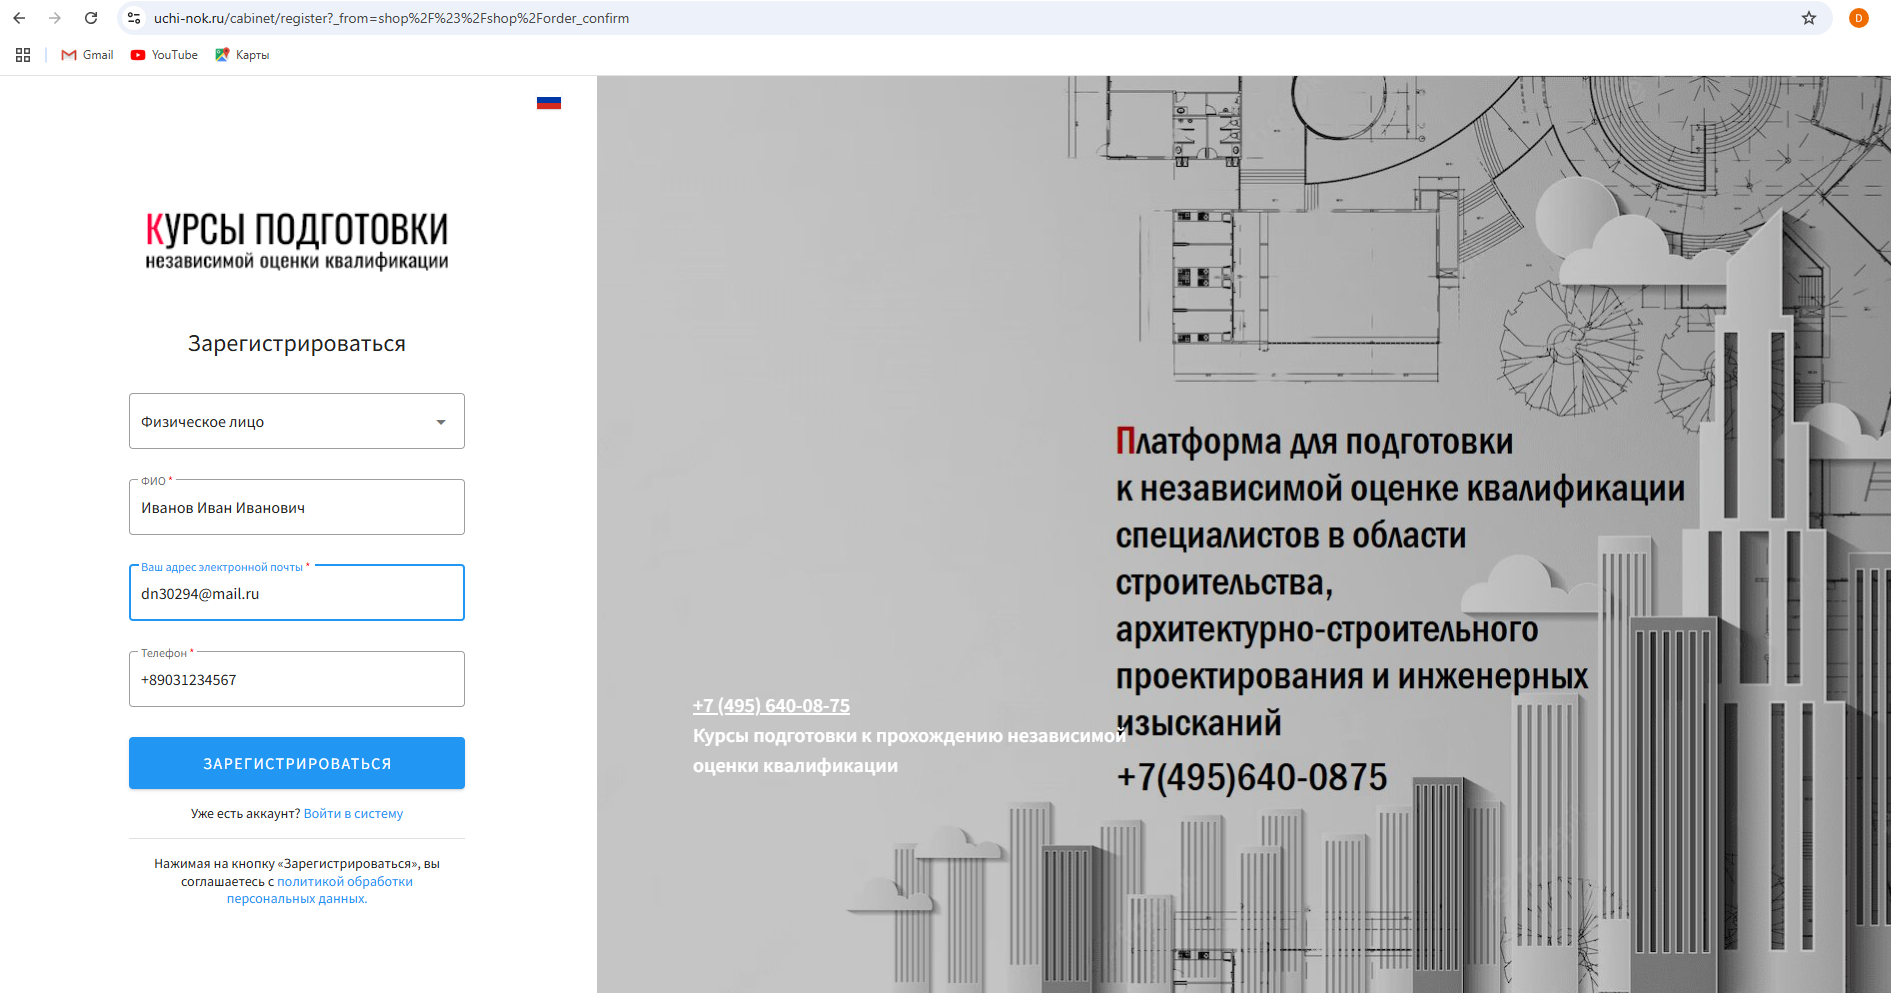 uchi-nok.ru/cabinet/register?_from=shop%2F%23%2Fshop%2Forder_confirm
D
Gmail
YouTube
Карты
КУРСЫ ПОДГОТОВКИ
независимой оценки квалификации
Зарегистрироваться
Физическое лицо
ФИО *
Иванов Иван Иванович
Ваш адрес электронной почты *
dn30294@mail.ru
Телефон *
+89031234567
ЗАРЕГИСТРИРОВАТЬСЯ
Уже есть аккаунт? Войти в систему
Нажимая на кнопку «Зарегистрироваться», вы
соглашаетесь с политикой обработки
персональных данных.
+7 (495) 640-08-75
Курсы подготовки к прохождению независимой
оценки квалификации
Платформа для подготовки
к независимой оценке квалификации
специалистов в области
строительства,
архитектурно-строительного
проектирования и инженерных
изысканий
+7(495)640-0875